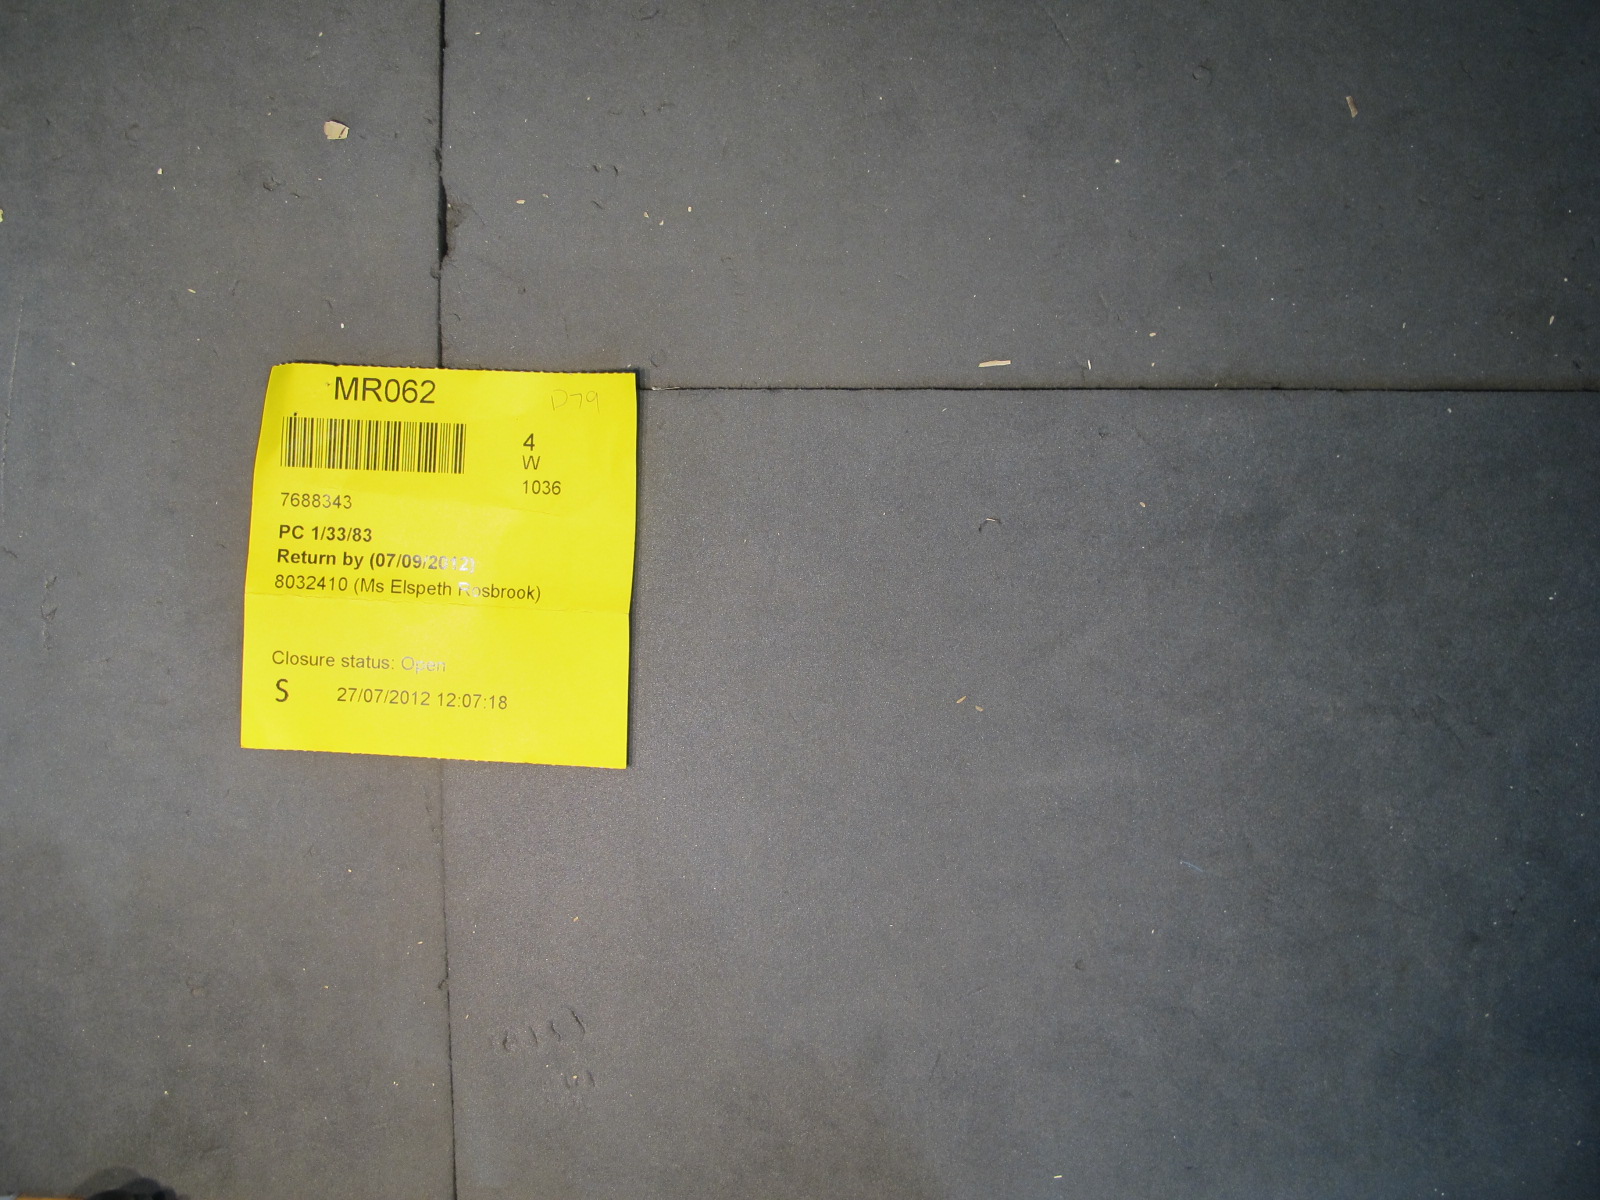 MR062
D79
4
W
1036
7688343
PC 1/33/83
Return by (07/09/2012)
8032410 (Ms Elspeth Rosbrook)
Closure status: Open
S 27/07/2012 12:07:18